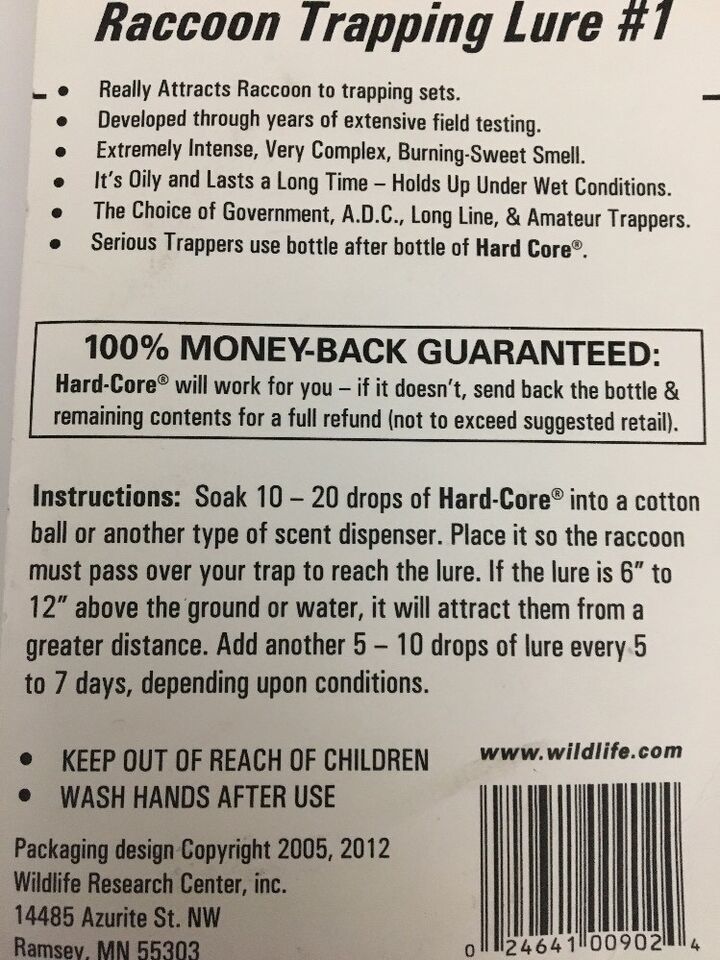 Raccoon Trapping Lure #1
• Really Attracts Raccoon to trapping sets.
• Developed through years of extensive field testing.
• Extremely Intense, Very Complex, Burning-Sweet Smell.
• It's Oily and Lasts a Long Time – Holds Up Under Wet Conditions.
• The Choice of Government, A.D.C., Long Line, & Amateur Trappers.
• Serious Trappers use bottle after bottle of Hard Core®.
100% MONEY-BACK GUARANTEED:
Hard-Core® will work for you – if it doesn't, send back the bottle &
remaining contents for a full refund (not to exceed suggested retail).
Instructions: Soak 10 – 20 drops of Hard-Core® into a cotton
ball or another type of scent dispenser. Place it so the raccoon
must pass over your trap to reach the lure. If the lure is 6″ to
12″ above the ground or water, it will attract them from a
greater distance. Add another 5 – 10 drops of lure every 5
to 7 days, depending upon conditions.
• KEEP OUT OF REACH OF CHILDREN
• WASH HANDS AFTER USE
www.wildlife.com
Packaging design Copyright 2005, 2012
Wildlife Research Center, inc.
14485 Azurite St. NW
Ramsey, MN 55303
0 24641 00902 4